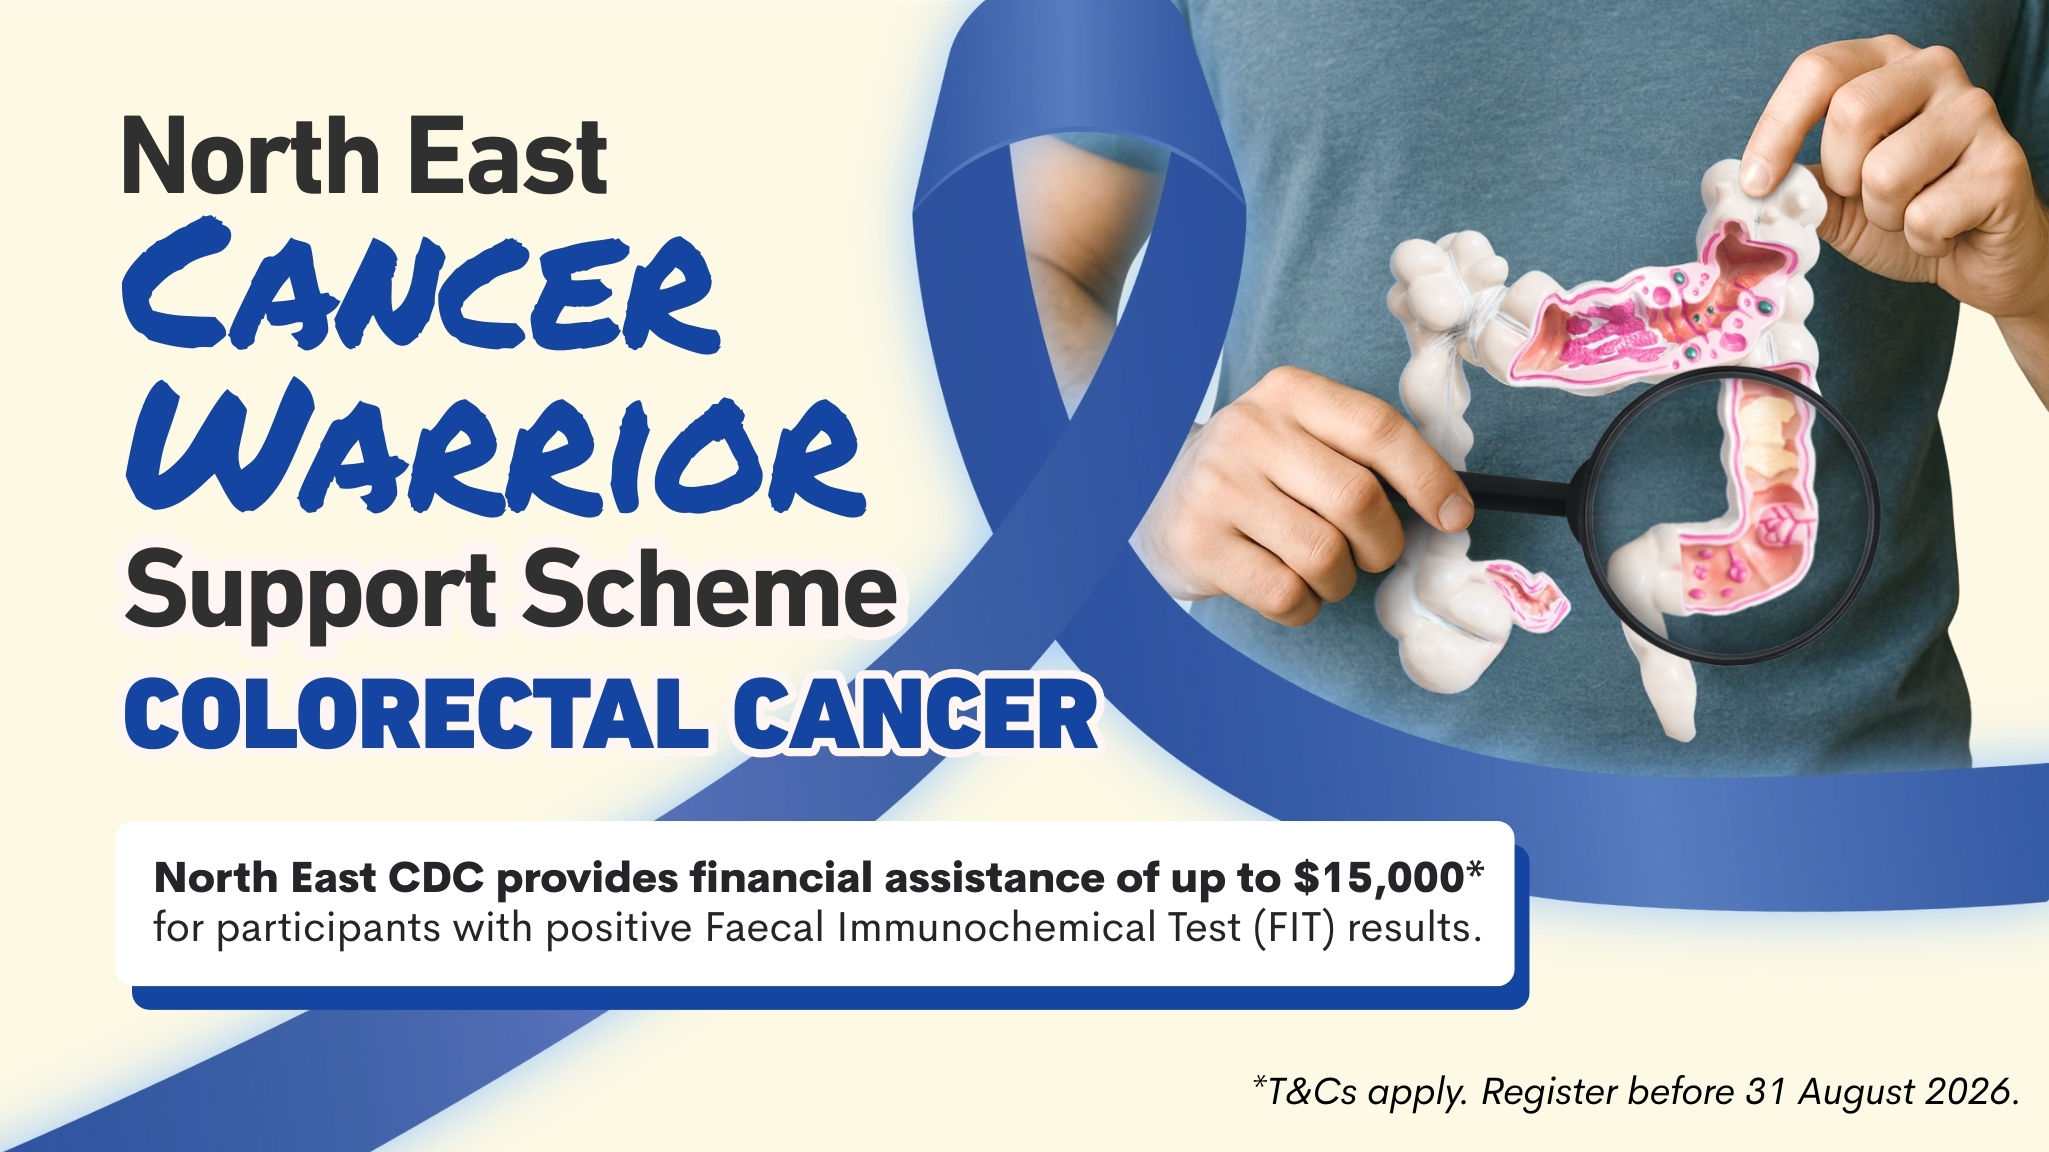 North East
CANCER
WARRIOR
Support Scheme
COLORECTAL CANCER
North East CDC provides financial assistance of up to $15,000*
for participants with positive Faecal Immunochemical Test (FIT) results.
*T&Cs apply. Register before 31 August 2026.